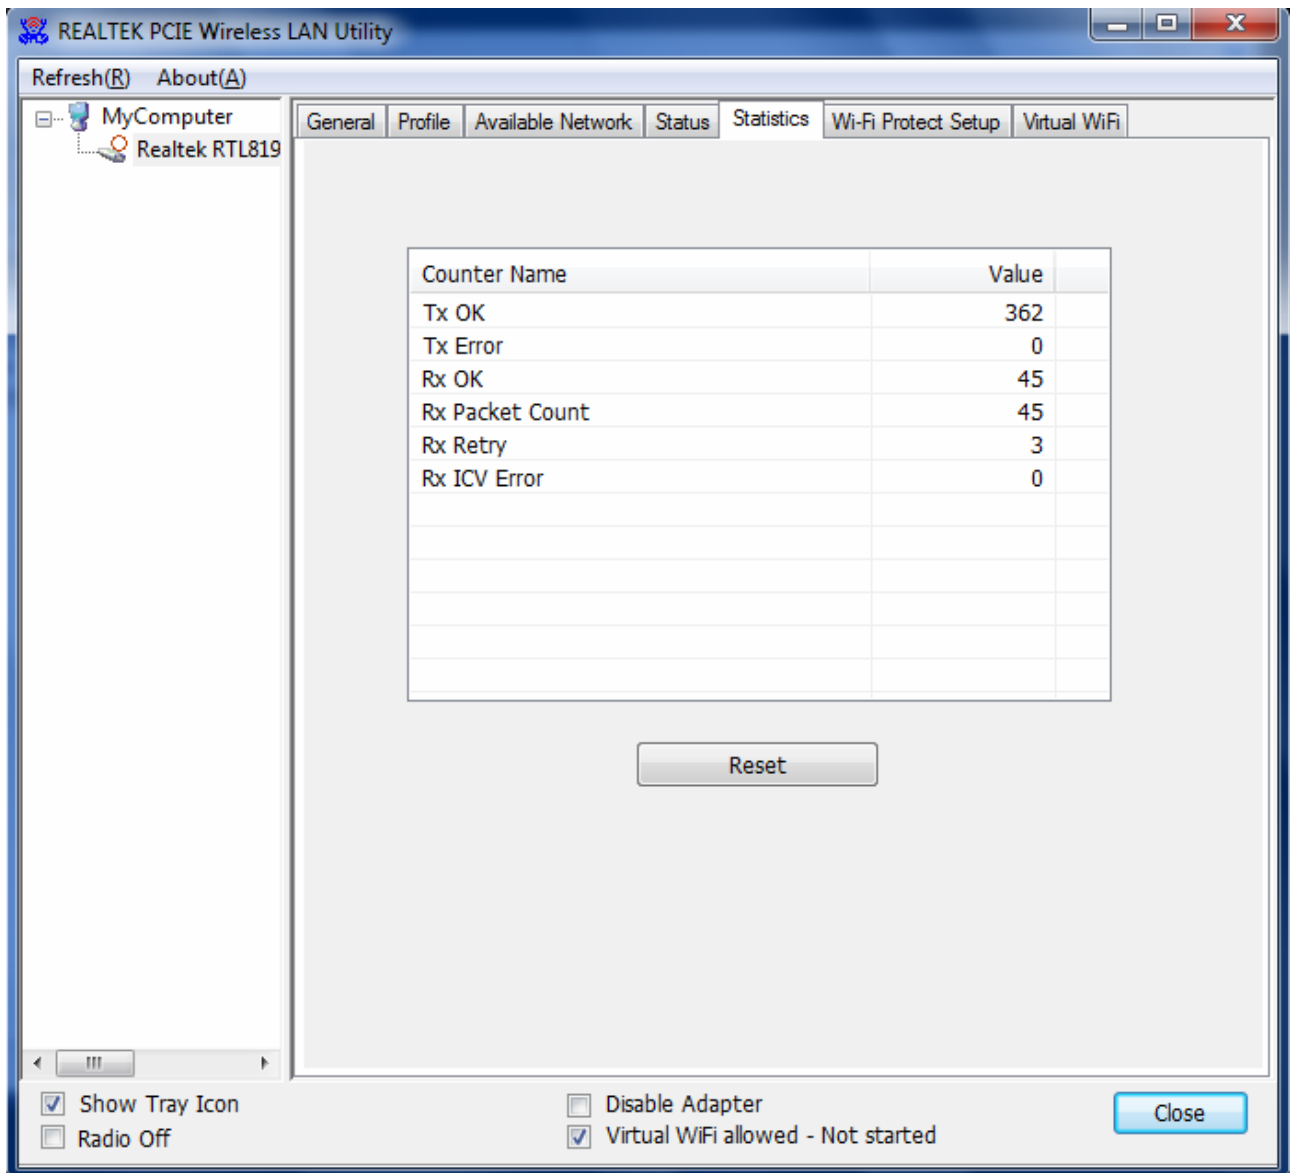 REALTEK PCIE Wireless LAN Utility
Refresh(R) About(A)
MyComputer
Realtek RTL819
General Profile Available Network Status Statistics Wi-Fi Protect Setup Virtual WiFi
Counter Name Value
Tx OK 362
Tx Error 0
Rx OK 45
Rx Packet Count 45
Rx Retry 3
Rx ICV Error 0
Reset
Show Tray Icon
Radio Off
Disable Adapter
Virtual WiFi allowed - Not started
Close